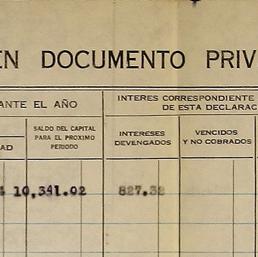 EN DOCUMENTO PRIV
ANTE EL AÑO
INTERES CORRESPONDIENTE
DE ESTA DECLARAC
SALDO DEL CAPITAL
PARA EL PROXIMO
PERIODO
INTERESES
DEVENGADOS
VENCIDOS
Y NO COBRADOS
AD
10,341.02 827.32